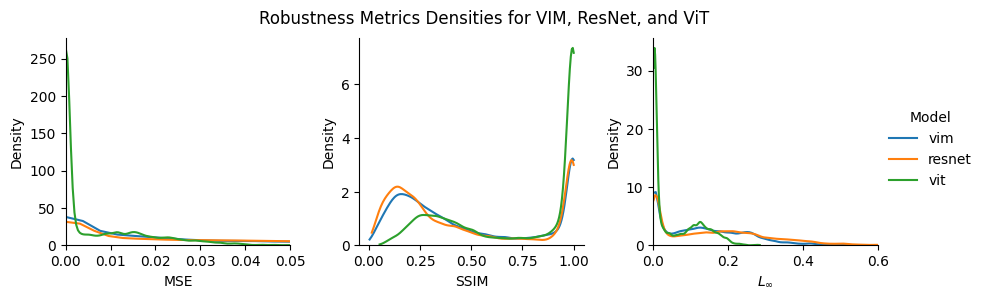 Robustness Metrics Densities for VIM, ResNet, and ViT
Density
250
200
150
100
50
0
0.00 0.01 0.02 0.03 0.04 0.05
MSE
Density
6
4
2
0
0.00 0.25 0.50 0.75 1.00
SSIM
Density
30
20
10
0
0.0 0.2 0.4 0.6
L∞
Model
vim
resnet
vit